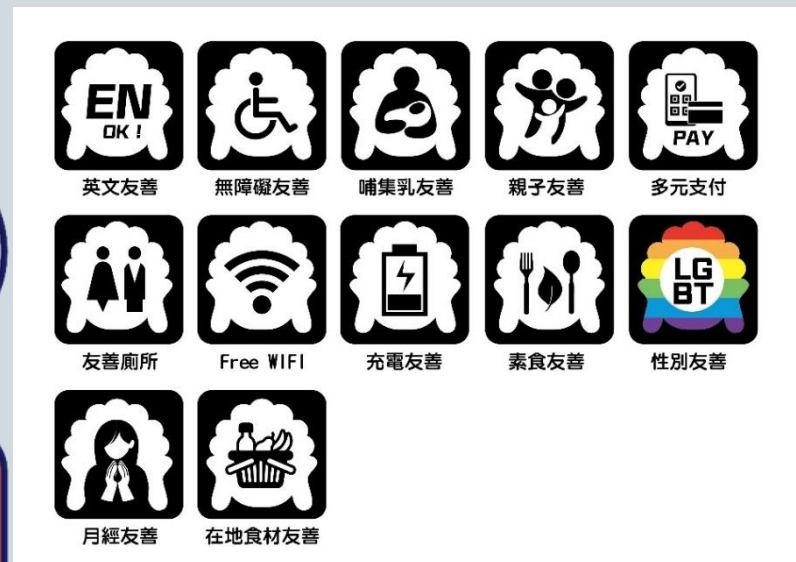 EN
OK !
PAY
英文友善
無障礙友善
哺集乳友善
親子友善
多元支付
LG
BT
友善廁所
Free WIFI
充電友善
素食友善
性別友善
月經友善
在地食材友善